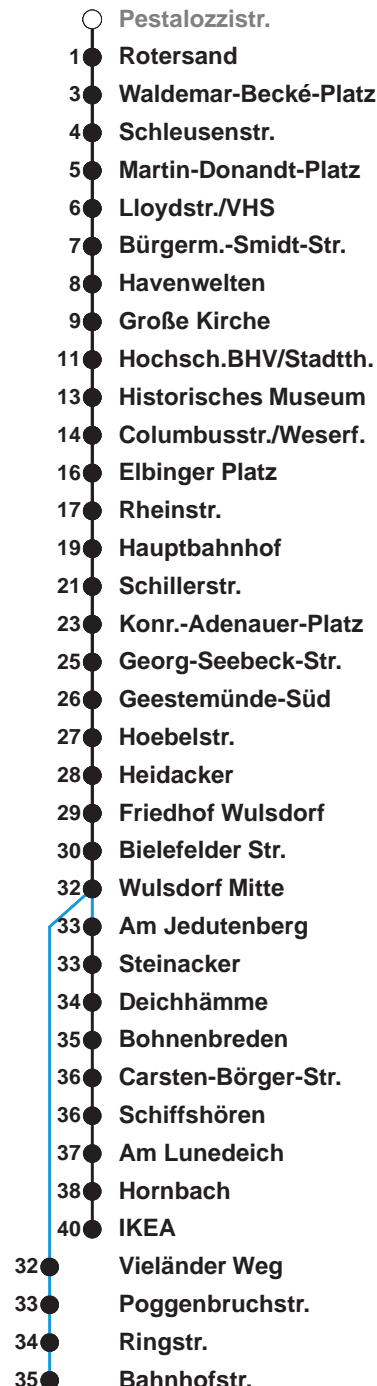 Pestalozzistr.
1 Rotersand
3 Waldemar-Becké-Platz
4 Schleusenstr.
5 Martin-Donandt-Platz
6 Lloydstr./VHS
7 Bürgerm.-Smidt-Str.
8 Havenwelten
9 Große Kirche
11 Hochsch.BHV/Stadtth.
13 Historisches Museum
14 Columbusstr./Weserf.
16 Elbinger Platz
17 Rheinstr.
19 Hauptbahnhof
21 Schillerstr.
23 Konr.-Adenauer-Platz
25 Georg-Seebeck-Str.
26 Geestemünde-Süd
27 Hoebelstr.
28 Heidacker
29 Friedhof Wulsdorf
30 Bielefelder Str.
32 Wulsdorf Mitte
33 Am Jedutenberg
33 Steinacker
34 Deichhämme
35 Bohnenbreden
36 Carsten-Börger-Str.
36 Schiffshören
37 Am Lunedeich
38 Hornbach
40 IKEA
32 Vieländer Weg
33 Poggenbruchstr.
34 Ringstr.
35 Bahnhofstr.